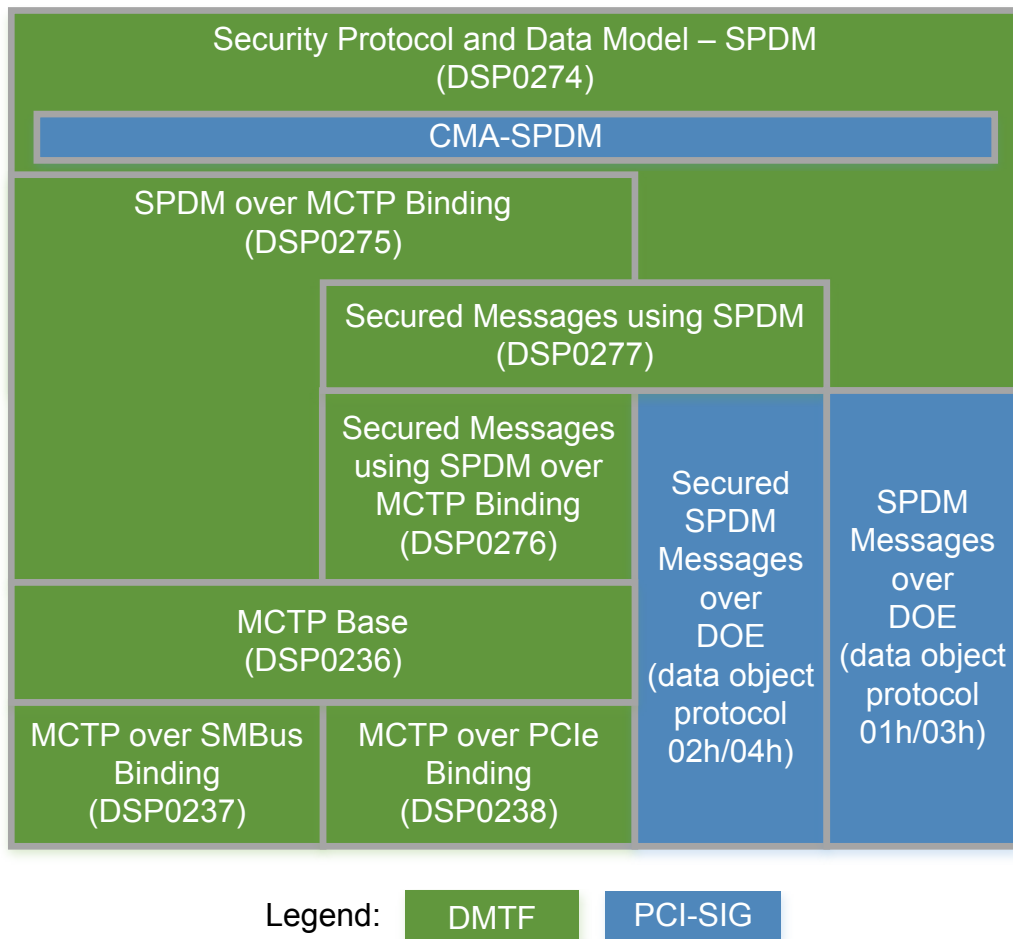 Security Protocol and Data Model – SPDM
(DSP0274)
CMA-SPDM
SPDM over MCTP Binding
(DSP0275)
Secured Messages using SPDM
(DSP0277)
Secured Messages
using SPDM over
MCTP Binding
(DSP0276)
Secured
SPDM
Messages
over
DOE
(data object
protocol
02h/04h)
SPDM
Messages
over
DOE
(data object
protocol
01h/03h)
MCTP Base
(DSP0236)
MCTP over SMBus
Binding
(DSP0237)
MCTP over PCIe
Binding
(DSP0238)
Legend:
DMTF
PCI-SIG